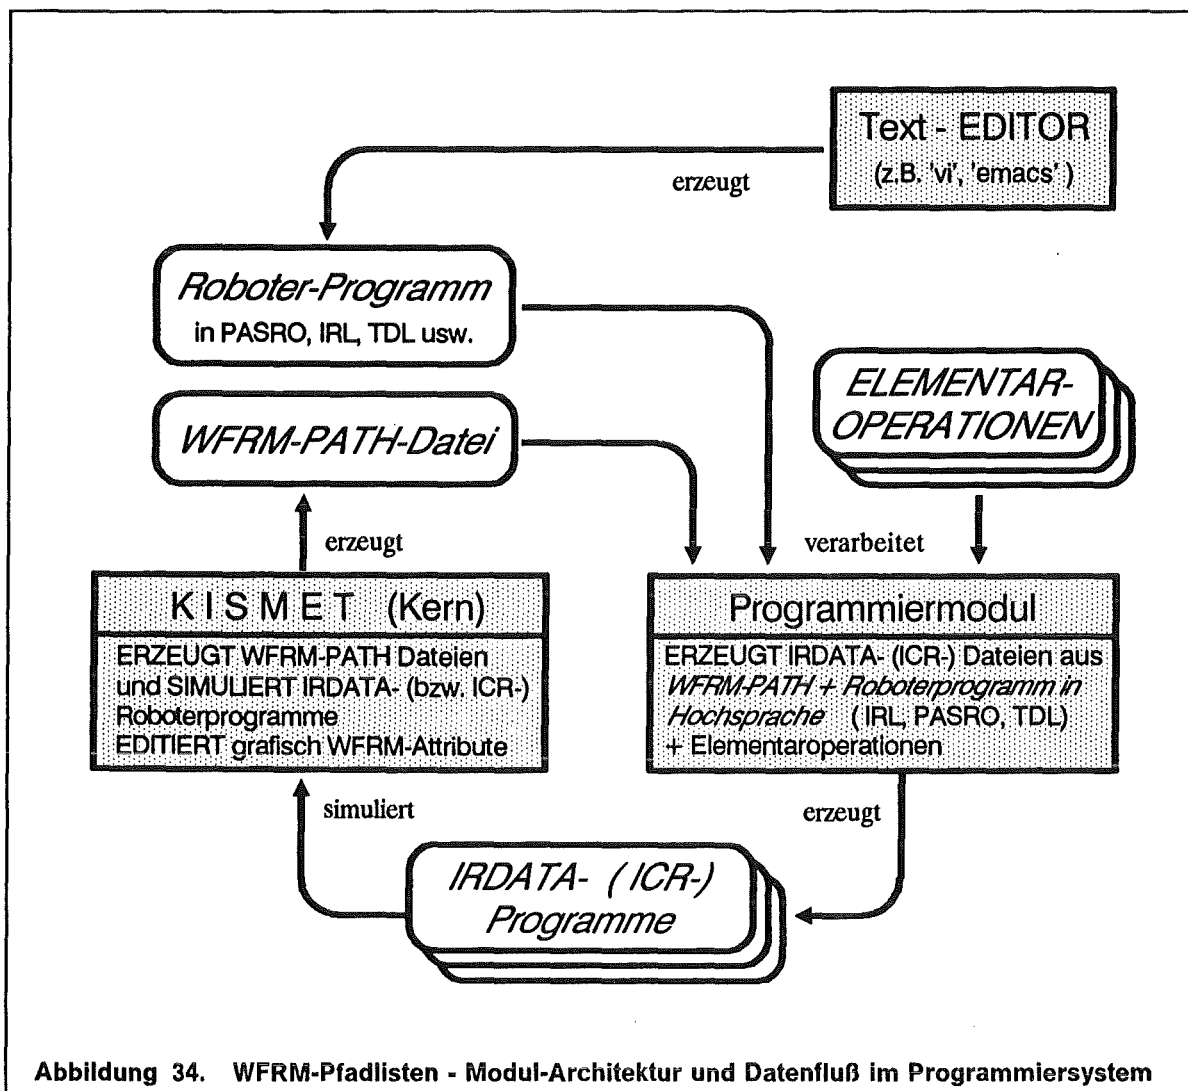 Text - EDITOR
(z.B. 'vi', 'emacs' )
erzeugt
Roboter-Programm
in PASRO, IRL, TDL usw.
ELEMENTAR-
OPERATIONEN
WFRM-PATH-Datei
erzeugt
verarbeitet
K I S M E T (Kern)
ERZEUGT WFRM-PATH Dateien
und SIMULIERT IRDATA- (bzw. ICR-)
Roboterprogramme
EDITIERT grafisch WFRM-Attribute
Programmiermodul
ERZEUGT IRDATA- (ICR-) Dateien aus
WFRM-PATH + Roboterprogramm in
Hochsprache ( IRL, PASRO, TDL)
+ Elementaroperationen
simuliert
erzeugt
IRDATA- ( ICR-)
Programme
Abbildung 34. WFRM-Pfadlisten - Modul-Architektur und Datenfluß im Programmiersystem